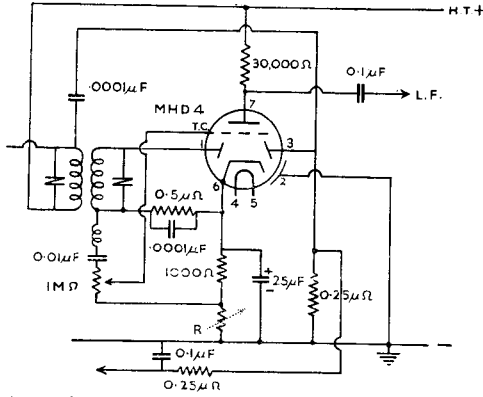 H.T.+
.0001µF
30,000Ω
0.1µF
L.F.
MHD4
7
T.C.
3
2
6
4 5
0.5µΩ
.0001µF
0.01µF
1MΩ
1000Ω
+
25µF
-
0.25µΩ
R
-
0.1µF
0.25µΩ